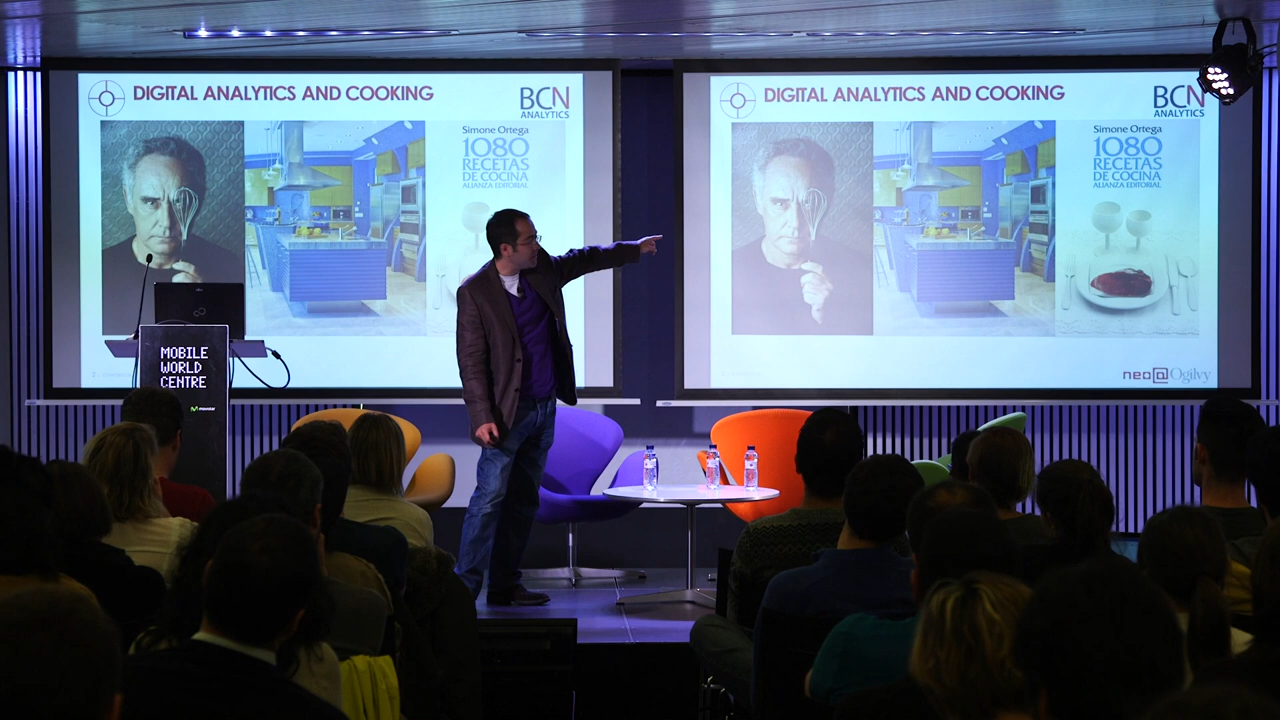 DIGITAL ANALYTICS AND COOKING
BCN
ANALYTICS
Simone Ortega
1080
RECETAS
DE COCINA
ALIANZA EDITORIAL
DIGITAL ANALYTICS AND COOKING
BCN
ANALYTICS
Simone Ortega
1080
RECETAS
DE COCINA
ALIANZA EDITORIAL
neo@Ogilvy
MOBILE
WORLD
CENTRE
movistar